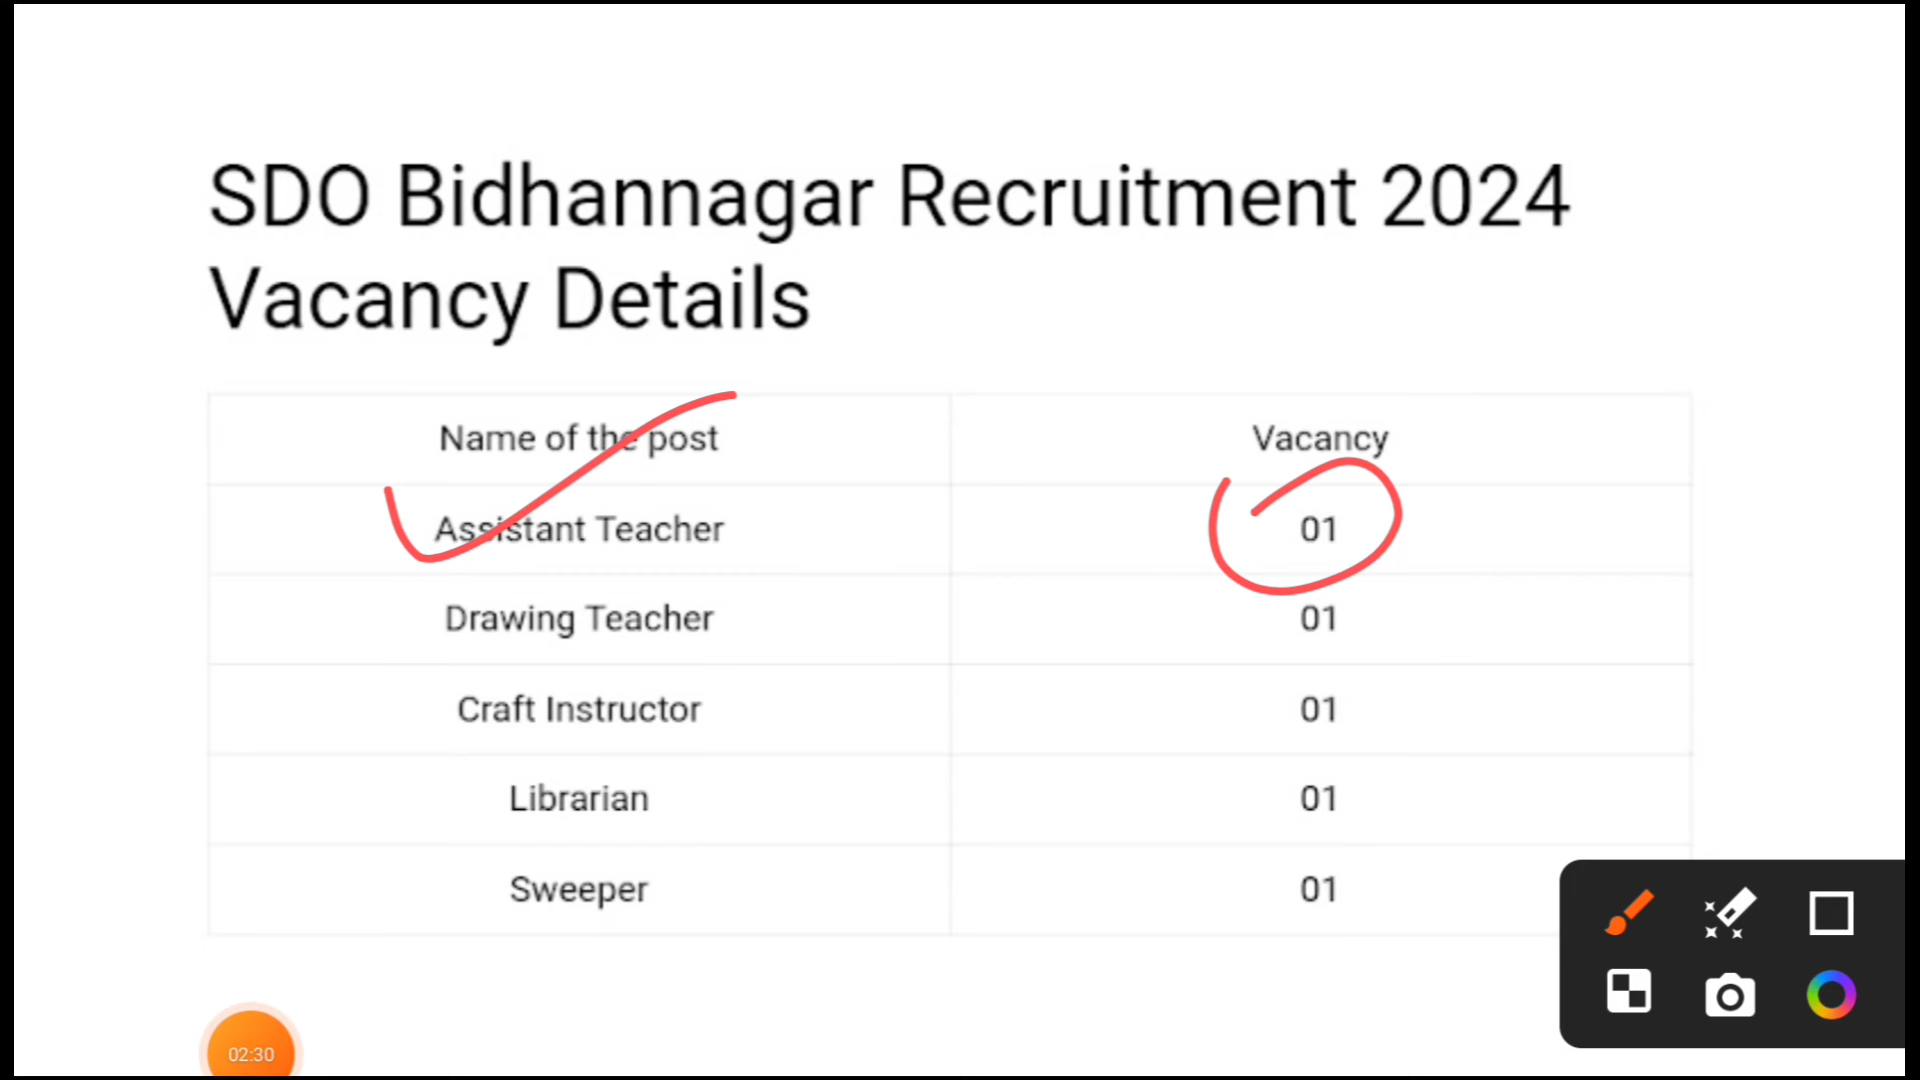 SDO Bidhannagar Recruitment 2024
Vacancy Details
Name of the post Vacancy
Assistant Teacher 01
Drawing Teacher 01
Craft Instructor 01
Librarian 01
Sweeper 01
02:30